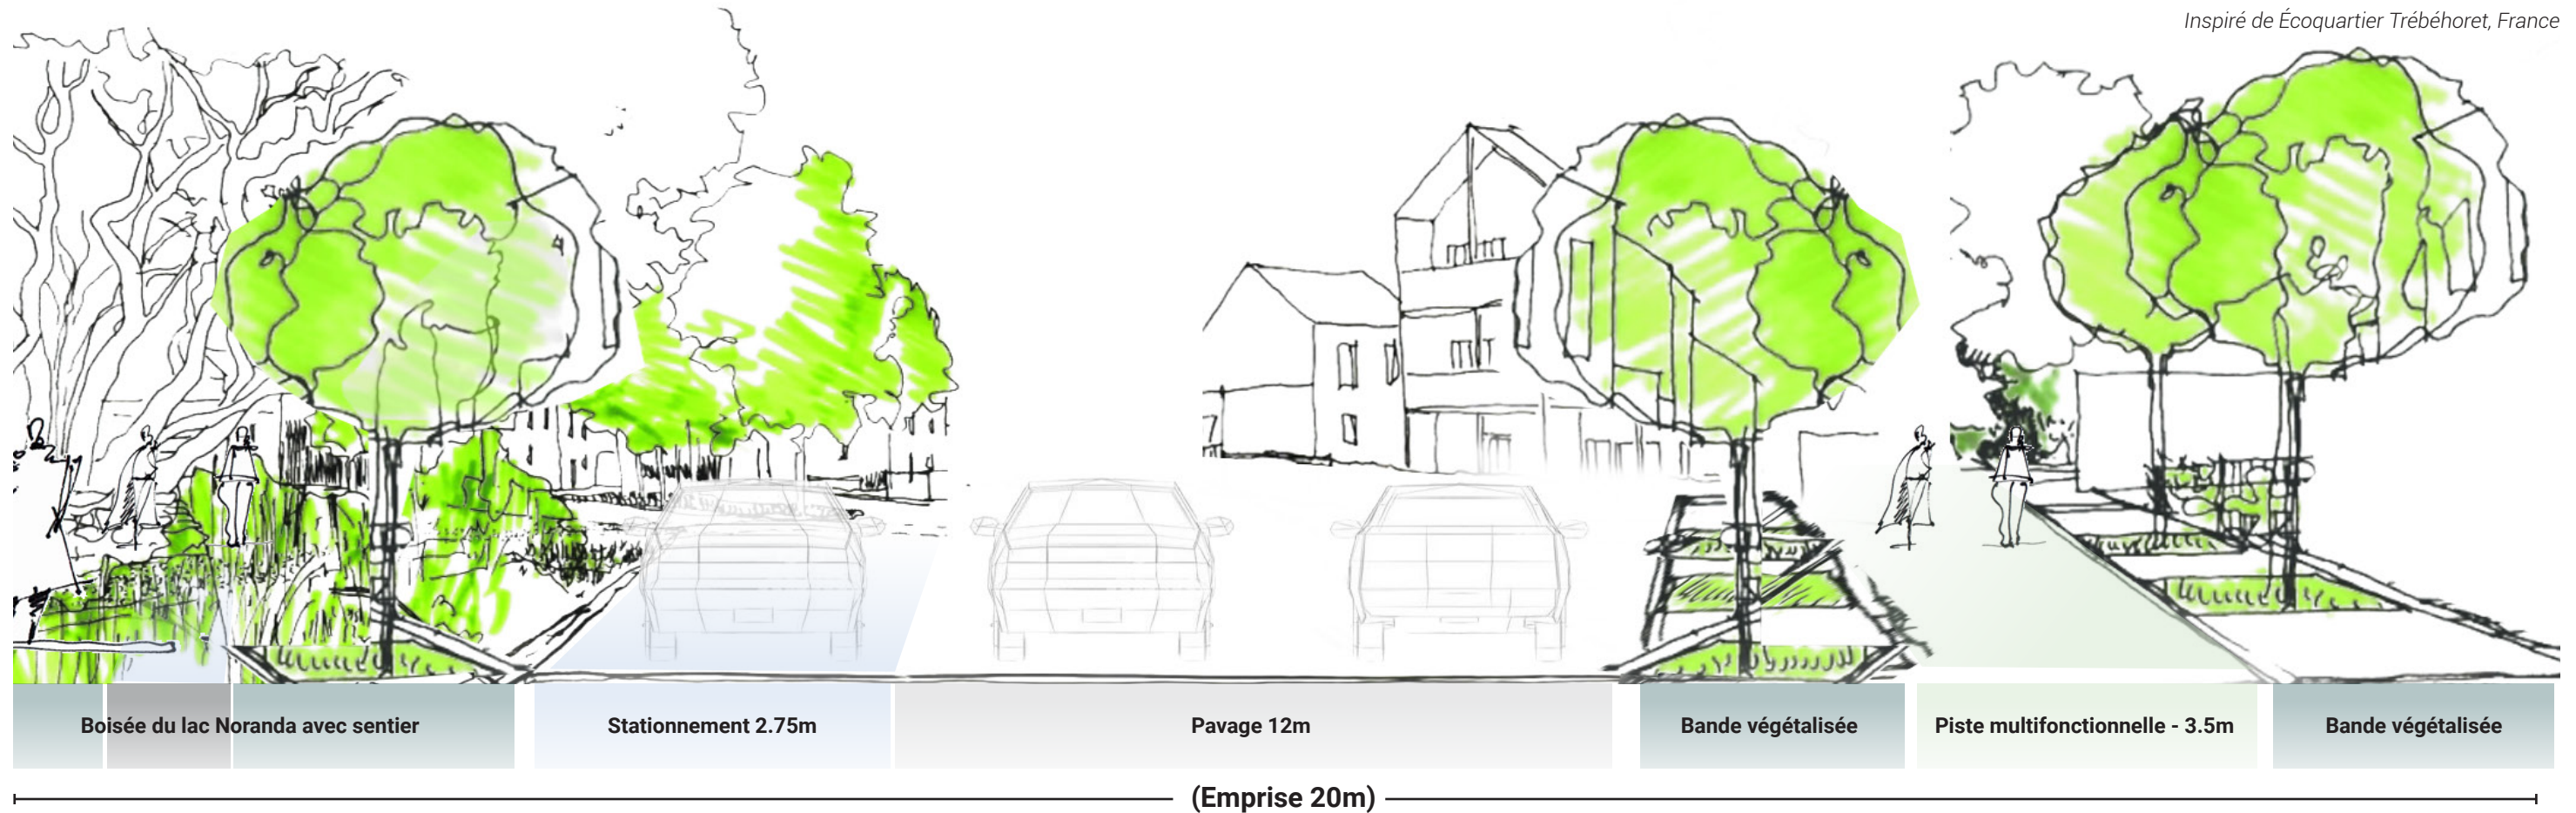 Inspiré de Écoquartier Trébéhoret, France
Boisée du lac Noranda avec sentier
Stationnement 2.75m
Pavage 12m
Bande végétalisée
Piste multifonctionnelle - 3.5m
Bande végétalisée
(Emprise 20m)